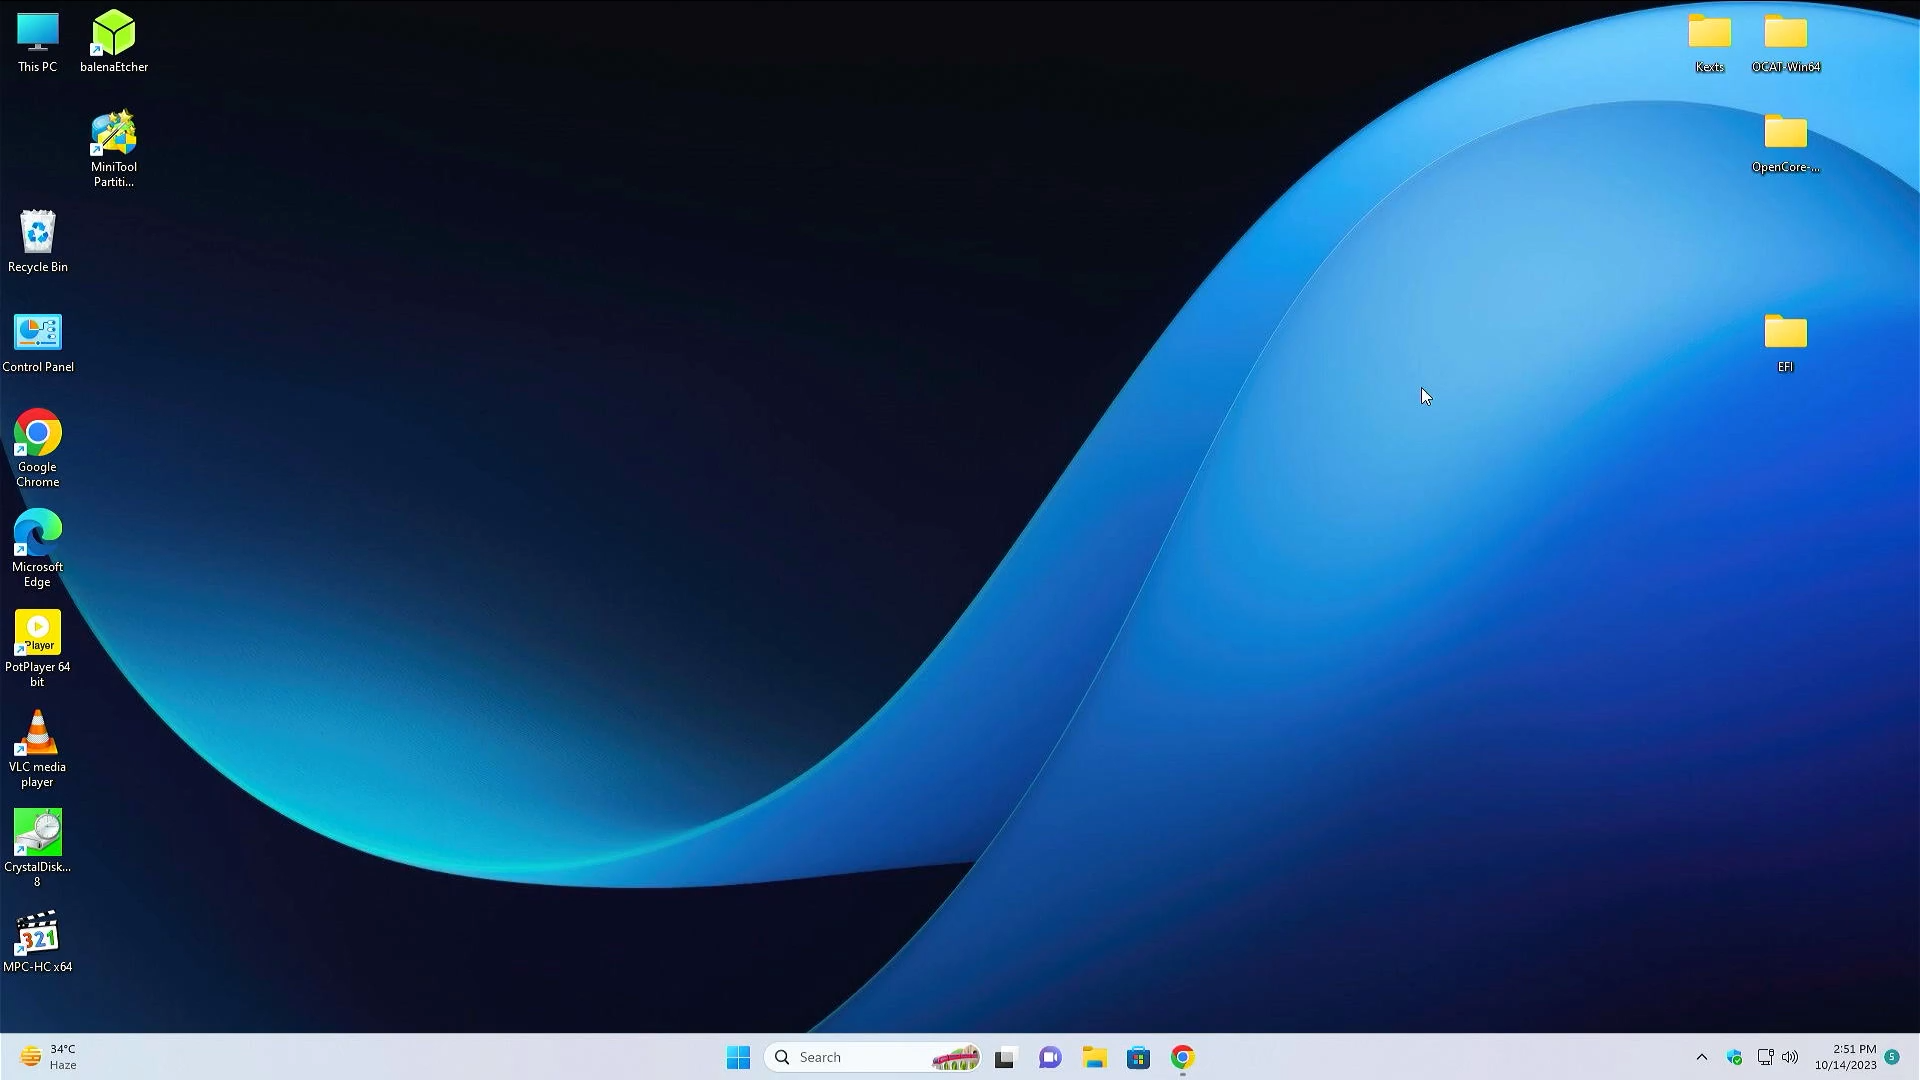 This PC
balenaEtcher
MiniTool
Partiti...
Recycle Bin
Control Panel
Google
Chrome
Microsoft
Edge
Player
PotPlayer 64
bit
VLC media
player
CrystalDisk...
8
321
MPC-HC x64
Kexts
OCAT-Win64
OpenCore-...
EFI
34°C
Haze
Search
2:51 PM
10/14/2023
5